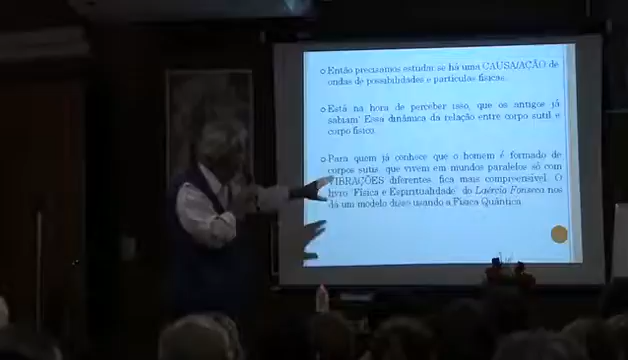 Então precisamos estudar se há uma CAUSA/AÇÃO de
ondas de possibilidades e partículas físicas.
Está na hora de perceber isso, que os antigos já
sabiam! Essa dinâmica da relação entre corpo sutil e
corpo físico.
Para quem já conhece que o homem é formado de
corpos sutis, que vivem em mundos paralelos só com
VIBRAÇÕES diferentes, fica mais compreensível. O
livro "Física e Espiritualidade" do Laércio Fonseca nos
dá um modelo disso usando a Física Quântica.